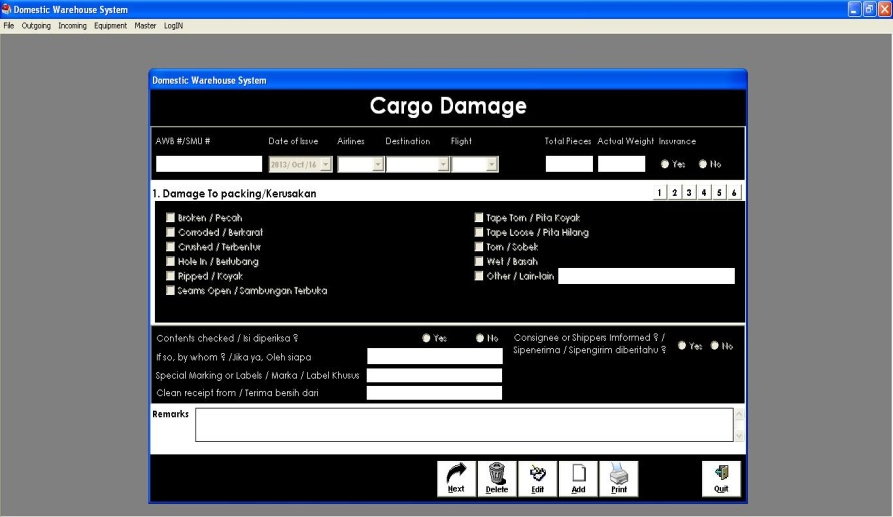 Domestic Warehouse System
File Outgoing Incoming Equipment Master LogIN
Domestic Warehouse System
Cargo Damage
AWB #/SMU # Date of Issue Airlines Destination Flight Total Pieces Actual Weight Insurance
2013/ Oct /16 Yes No
1. Damage To packing/Kerusakan 1 2 3 4 5 6
Broken / Pecah Tape Torn / Pita Koyak
Corroded / Berkarat Tape Loose / Pita Hilang
Crushed / Terbentur Torn / Sobek
Hole In / Berlubang Wet / Basah
Ripped / Koyak Other / Lain-lain
Seams Open / Sambungan Terbuka
Contents checked / Isi diperiksa ? Yes No Consignee or Shippers Imformed ? /
If so, by whom ? /Jika ya, Oleh siapa Sipenerima / Sipengirim diberitahu ? Yes No
Special Marking or Labels / Marka / Label Khusus
Clean receipt from / Terima bersih dari
Remarks
Next Delete Edit Add Print Quit